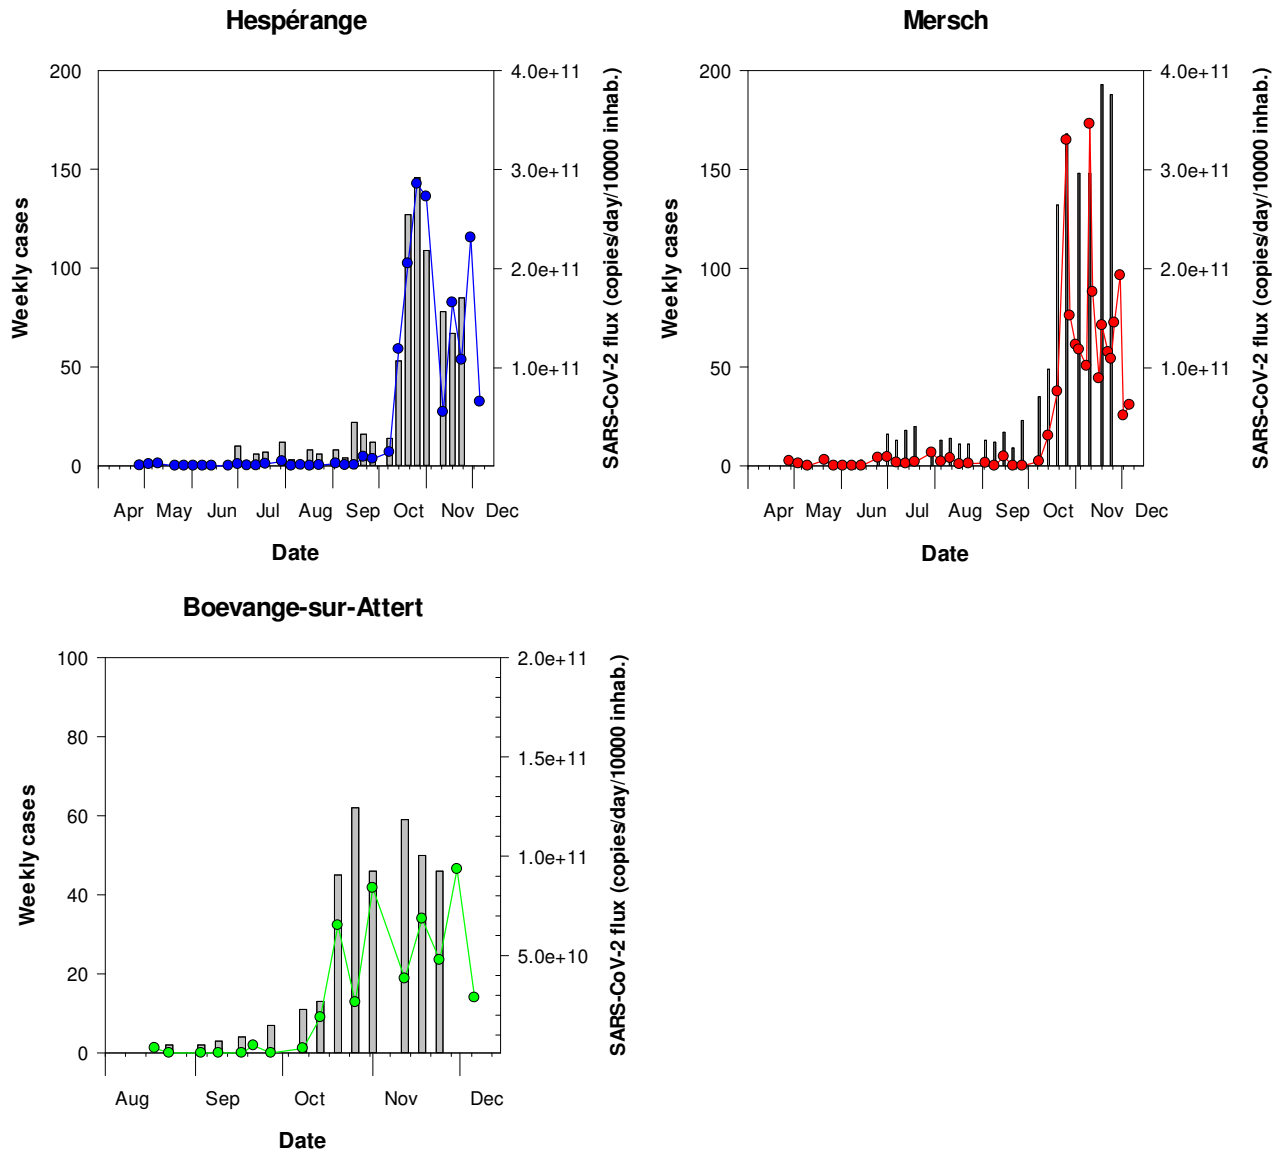 Hespérange
200
150
100
50
0
Weekly cases
4.0e+11
3.0e+11
2.0e+11
1.0e+11
SARS-CoV-2 flux (copies/day/10000 inhab.)
Apr May Jun Jul Aug Sep Oct Nov Dec
Date
Mersch
200
150
100
50
0
Weekly cases
4.0e+11
3.0e+11
2.0e+11
1.0e+11
SARS-CoV-2 flux (copies/day/10000 inhab.)
Apr May Jun Jul Aug Sep Oct Nov Dec
Date
Boevange-sur-Attert
100
80
60
40
20
0
Weekly cases
2.0e+11
1.5e+11
1.0e+11
5.0e+10
SARS-CoV-2 flux (copies/day/10000 inhab.)
Aug Sep Oct Nov Dec
Date